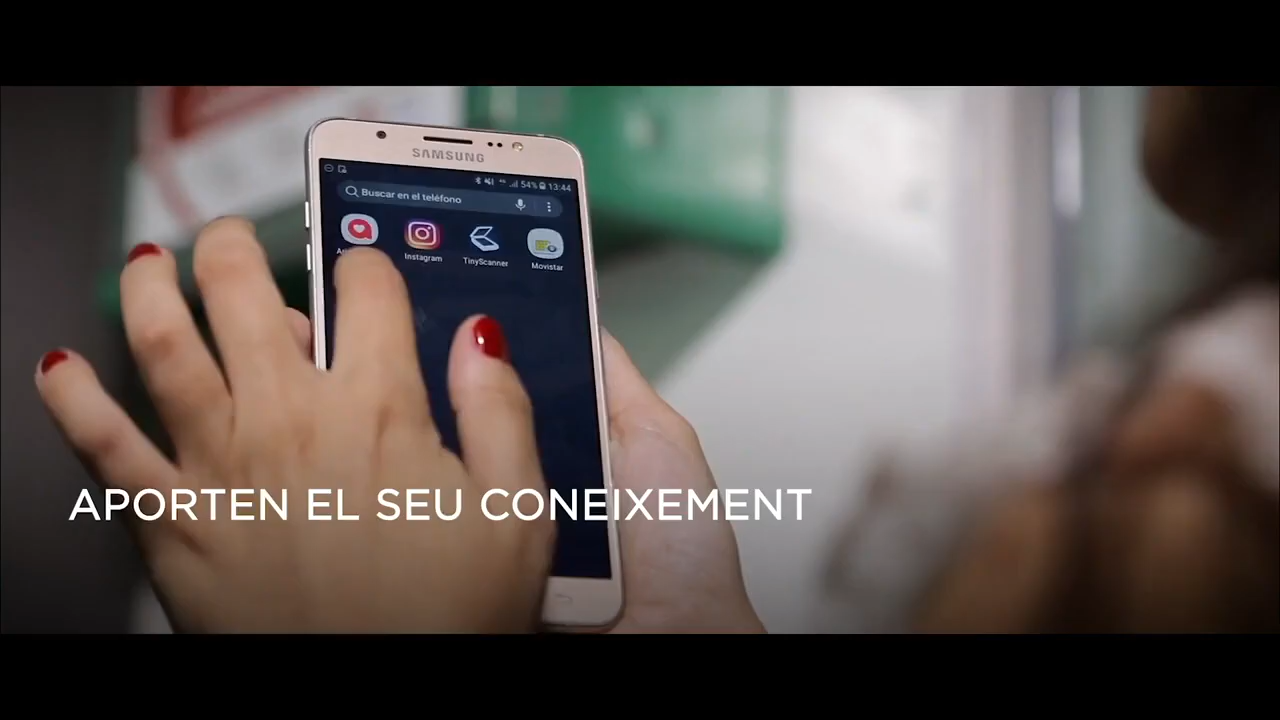 SAMSUNG
54% 13:44
Buscar en el teléfono
Instagram
TinyScanner
Movistar
APORTEN EL SEU CONEIXEMENT